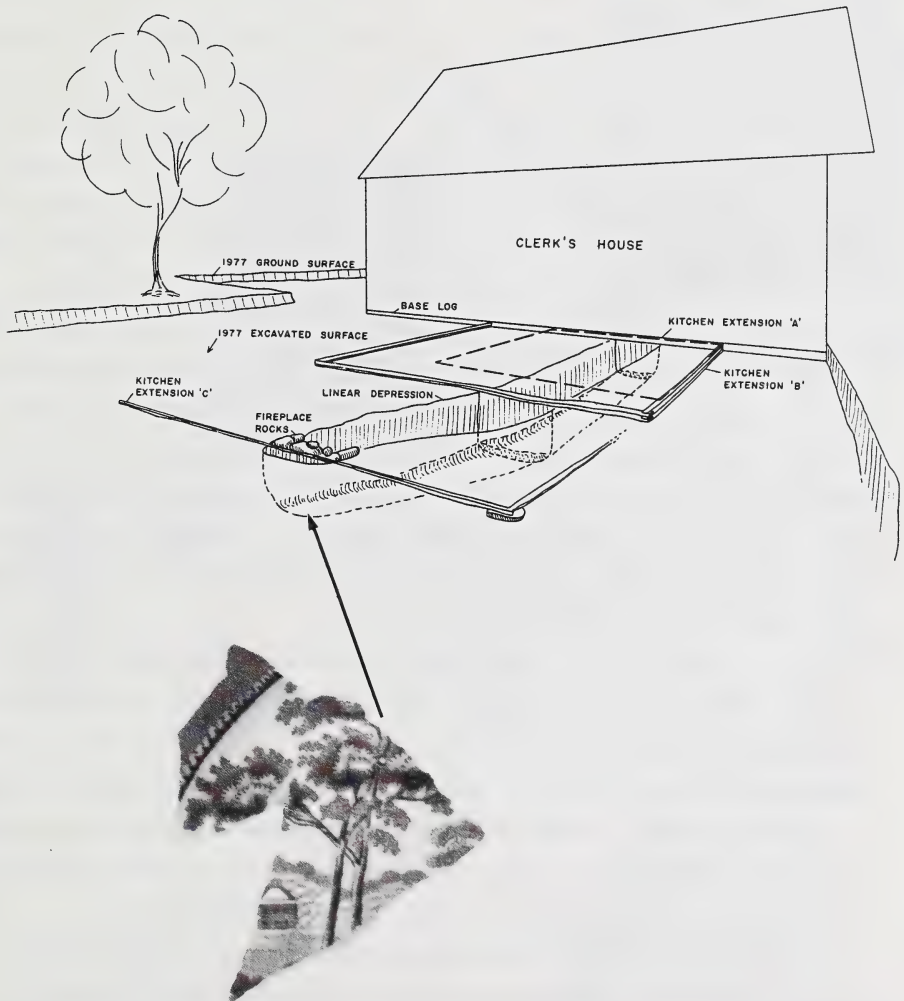 CLERK'S HOUSE
1977 GROUND SURFACE
BASE LOG
KITCHEN EXTENSION 'A'
1977 EXCAVATED SURFACE
KITCHEN
EXTENSION 'B'
KITCHEN
EXTENSION 'C'
LINEAR DEPRESSION
FIREPLACE
ROCKS